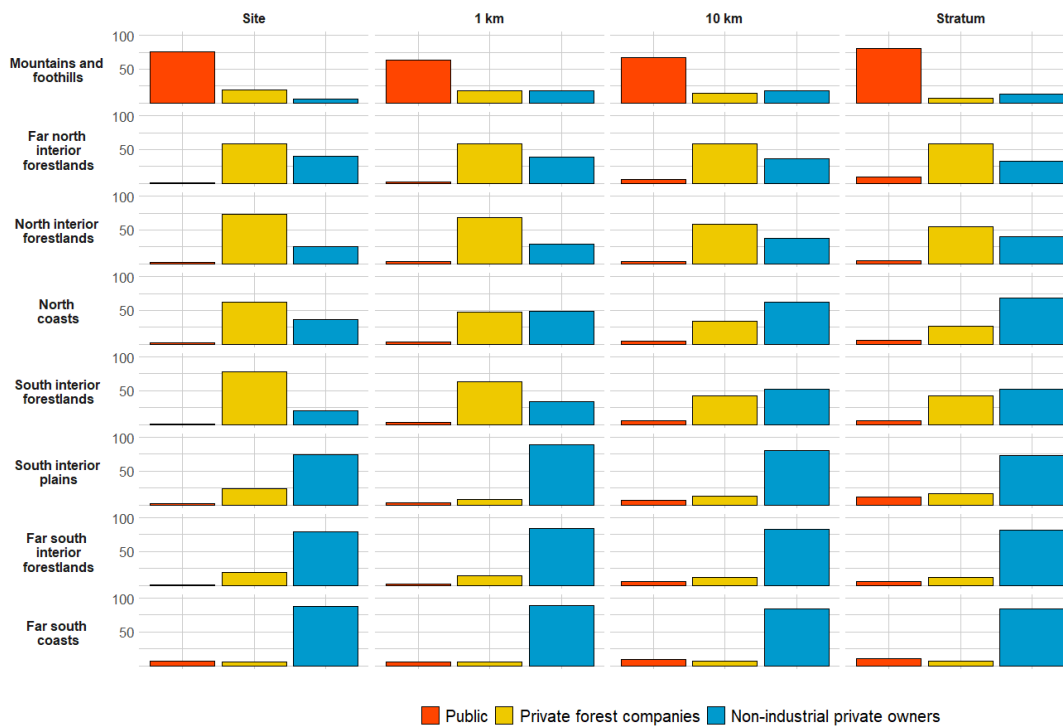 Site 1 km 10 km Stratum
100
50
Mountains and
foothills
100
50
Far north
interior
forestlands
100
50
North interior
forestlands
100
50
North
coasts
100
50
South interior
forestlands
100
50
South interior
plains
100
50
Far south
interior
forestlands
100
50
Far south
coasts
Public Private forest companies Non-industrial private owners